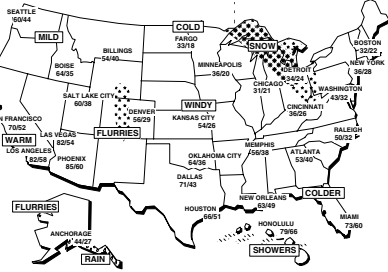 SEATTLE
60/44
MILD
COLD
FARGO
33/18
BILLINGS
54/40
BOISE
64/35
MINNEAPOLIS
36/20
SNOW
BOSTON
32/22
NEW YORK
36/28
DETROIT
34/24
CHICAGO
31/21
WASHINGTON
43/32
SALT LAKE CITY
60/38
DENVER
56/29
WINDY
KANSAS CITY
54/26
CINCINNATI
36/26
N FRANCISCO
70/52
WARM
LAS VEGAS
82/54
FLURRIES
RALEIGH
50/32
LOS ANGELES
82/58
PHOENIX
85/60
OKLAHOMA CITY
64/36
MEMPHIS
56/38
ATLANTA
53/40
DALLAS
71/43
COLDER
HOUSTON
66/51
NEW ORLEANS
63/49
MIAMI
73/60
FLURRIES
ANCHORAGE
44/27
RAIN
HONOLULU
79/66
SHOWERS